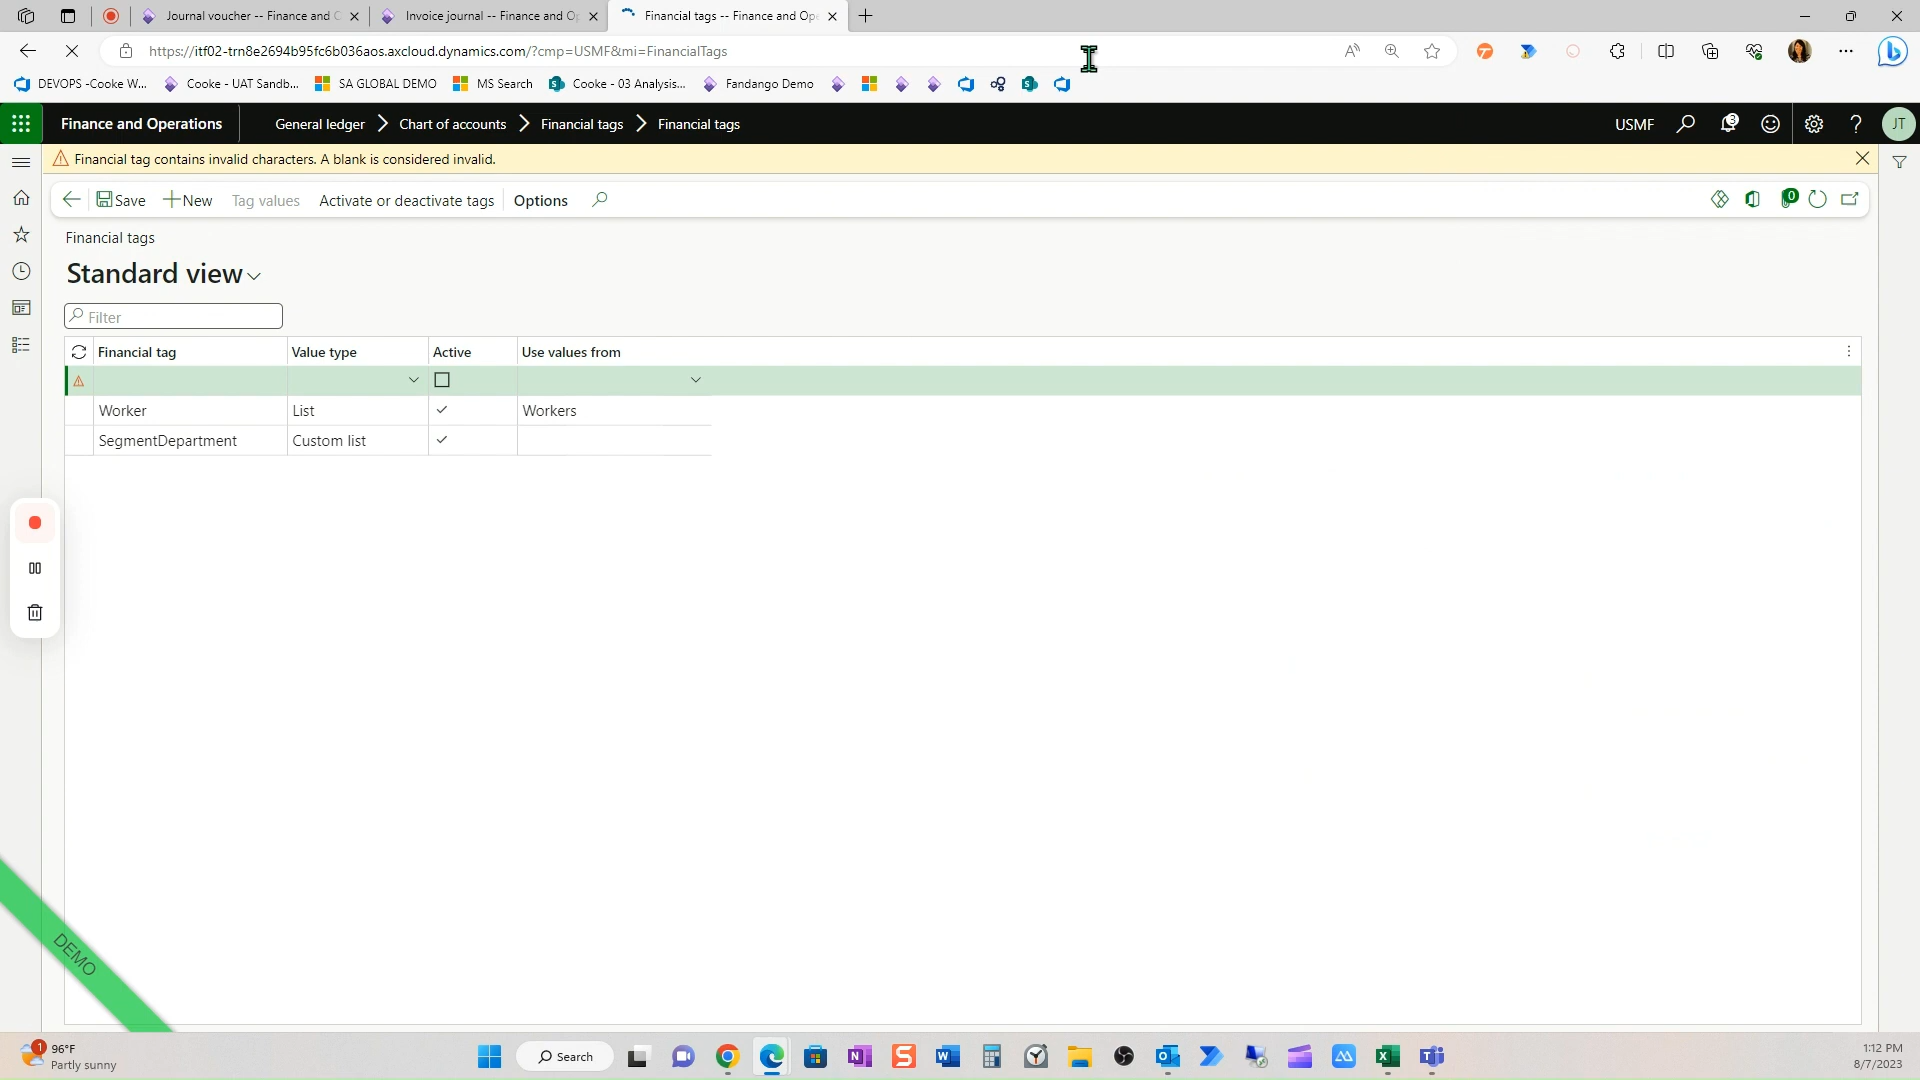 Journal voucher -- Finance and O
Invoice journal -- Finance and Op
Financial tags -- Finance and Ope
https://itf02-trn8e2694b95fc6b036aos.axcloud.dynamics.com/?cmp=USMF&mi=FinancialTags
DEVOPS -Cooke W...
Cooke - UAT Sandb...
SA GLOBAL DEMO
MS Search
Cooke - 03 Analysis...
Fandango Demo
Finance and Operations
General ledger
Chart of accounts
Financial tags
Financial tags
USMF
3
JT
Financial tag contains invalid characters. A blank is considered invalid.
Save
New
Tag values
Activate or deactivate tags
Options
0
Financial tags
Standard view
Filter
Financial tag
Value type
Active
Use values from
Worker
List
Workers
SegmentDepartment
Custom list
DEMO
1
96°F
Partly sunny
Search
1:12 PM
8/7/2023